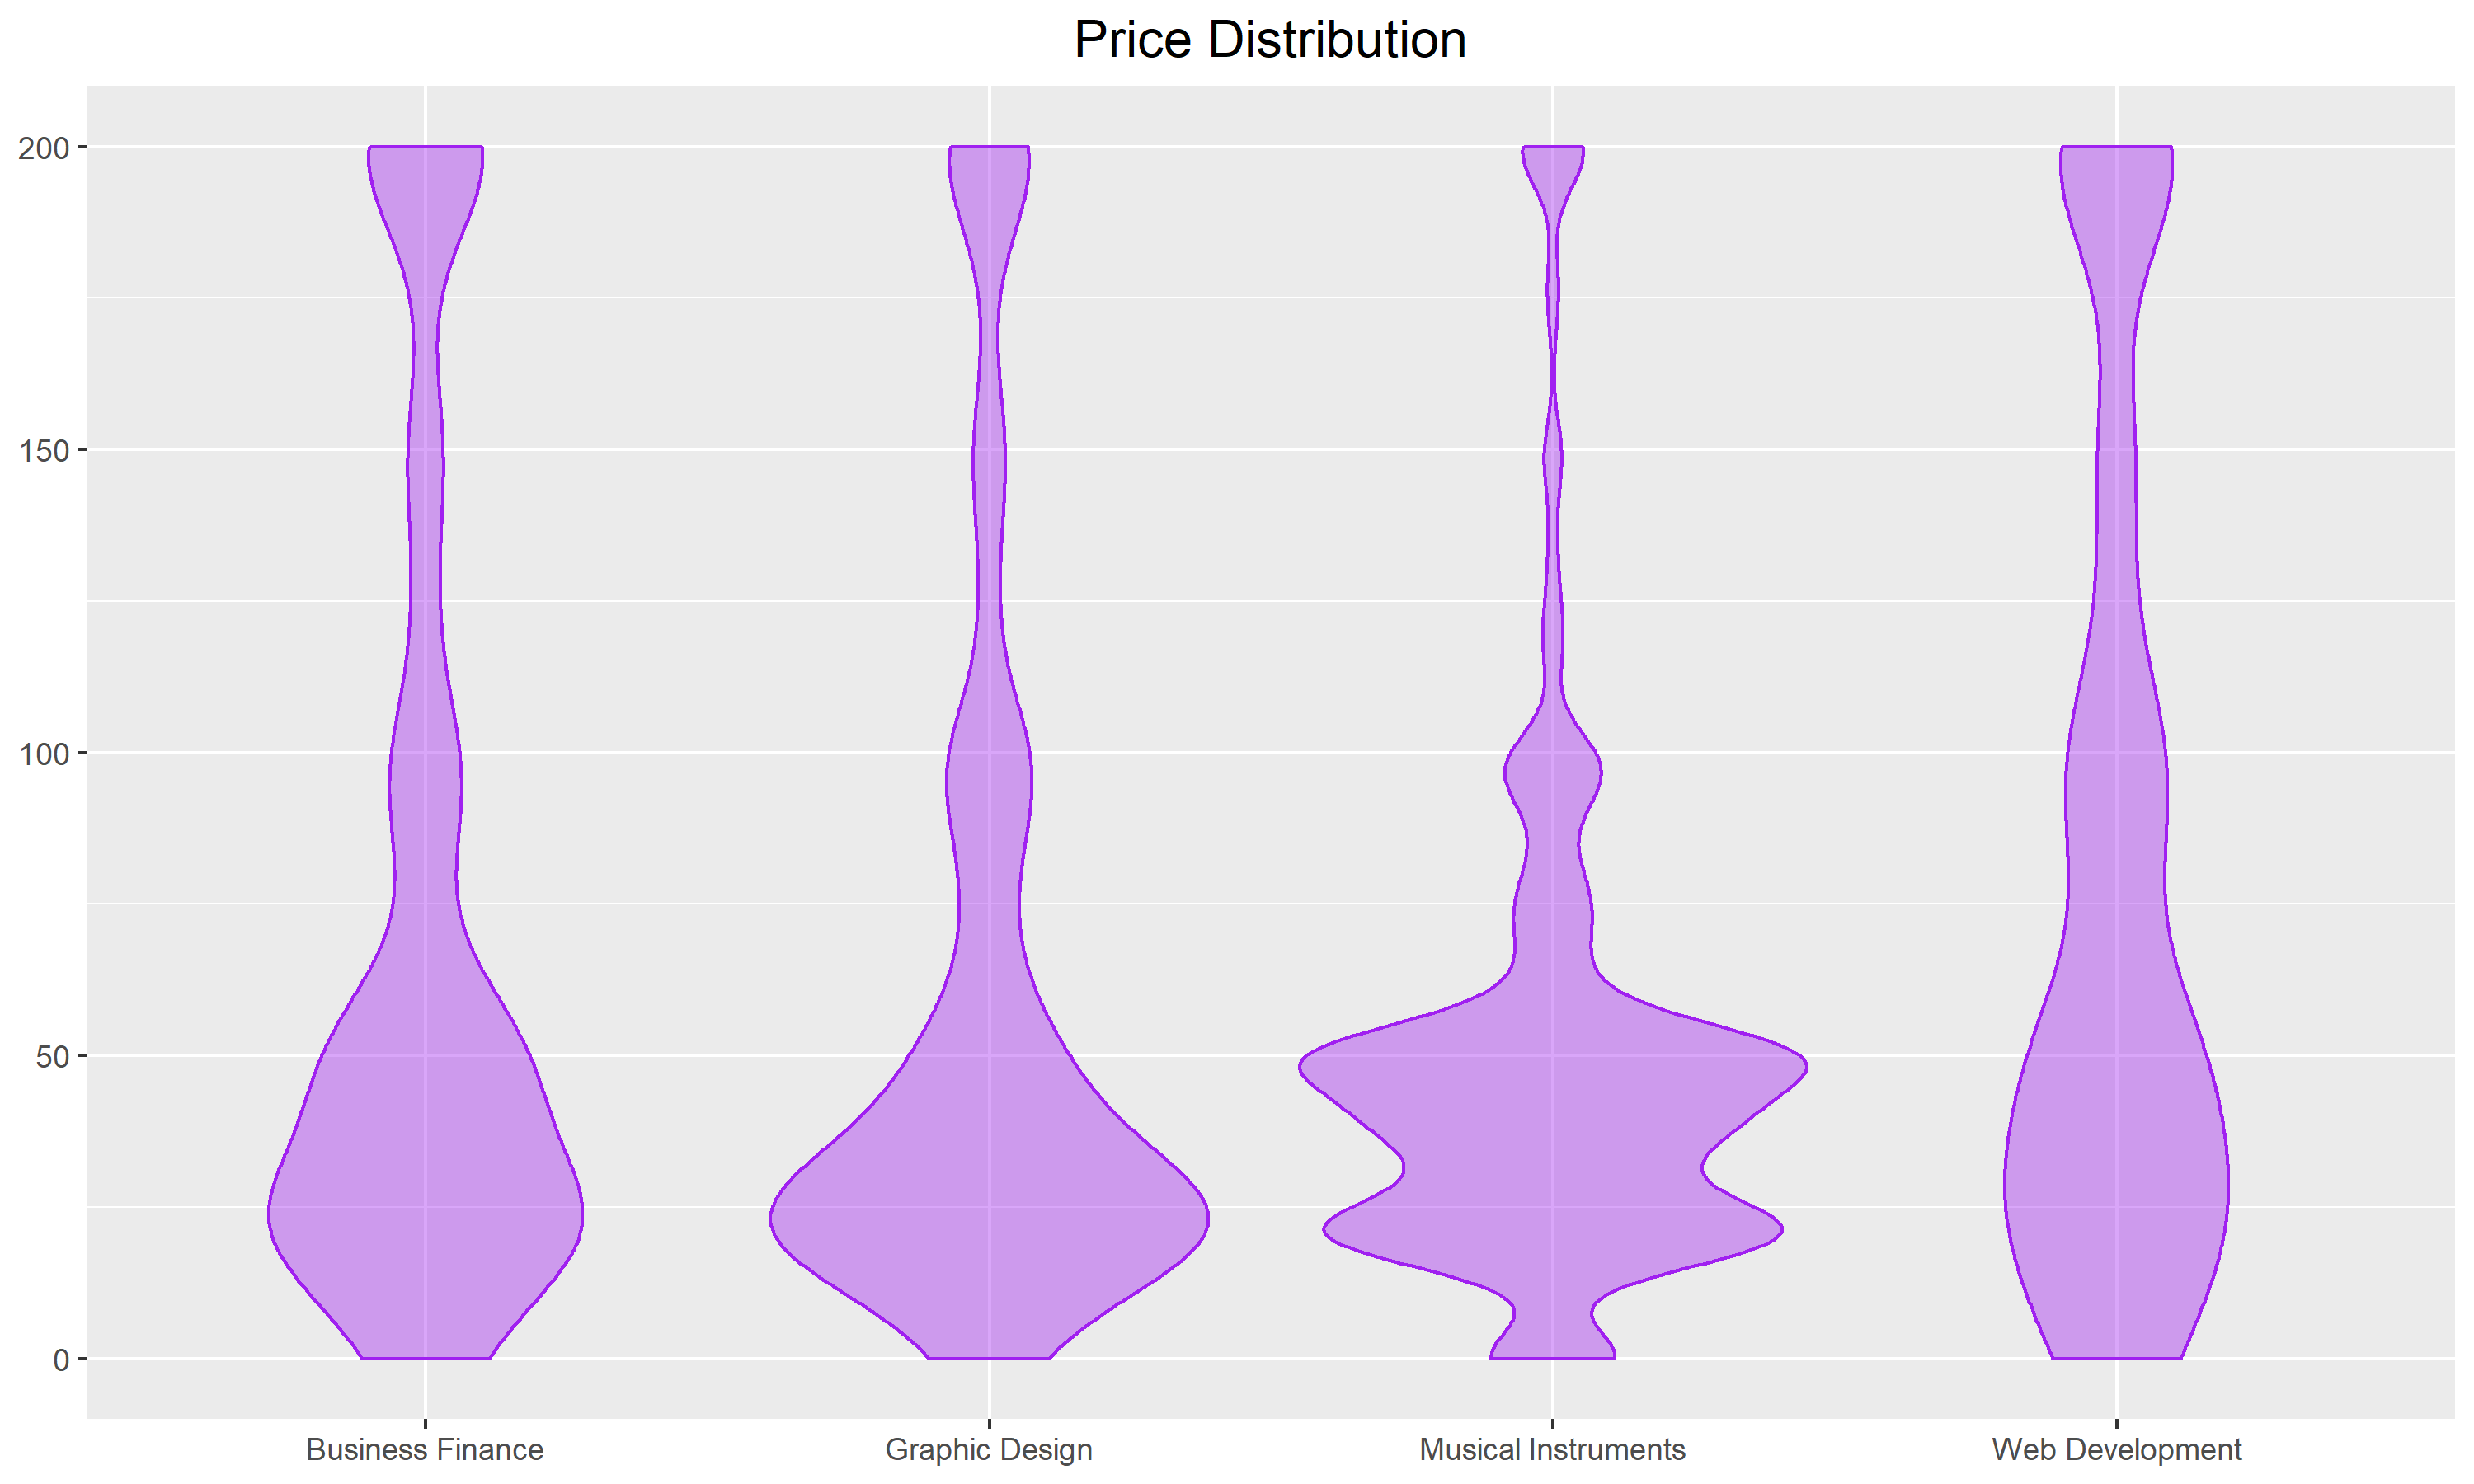 Price Distribution
200
150
100
50
0
Business Finance
Graphic Design
Musical Instruments
Web Development